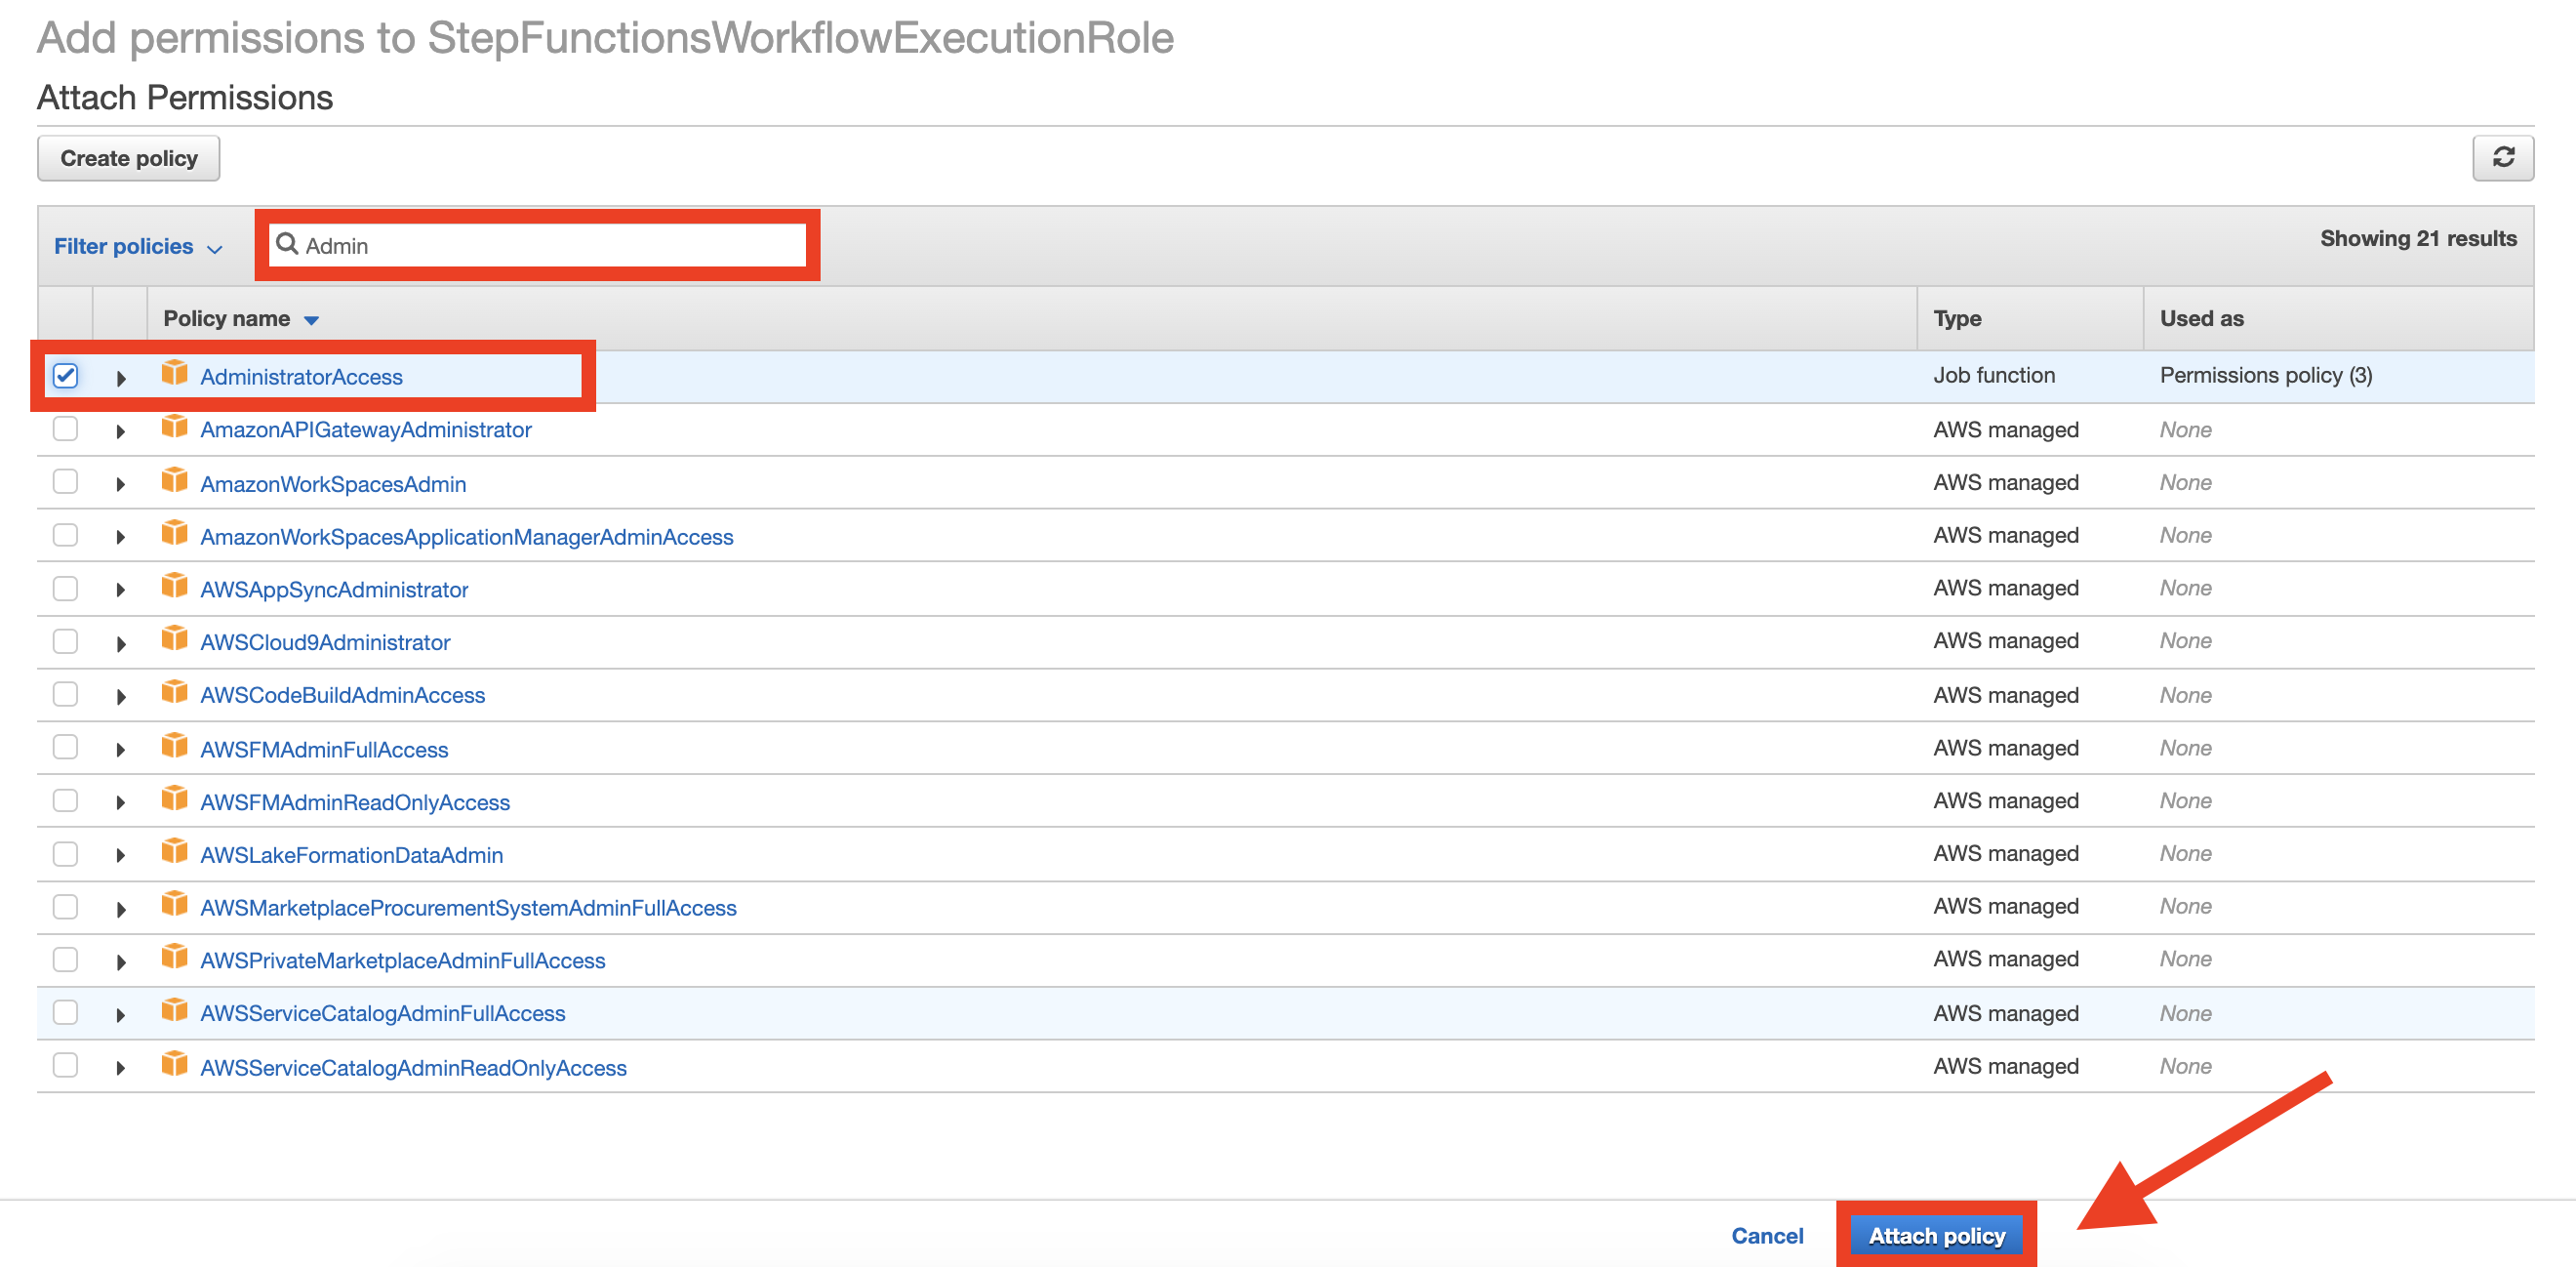 Add permissions to StepFunctionsWorkflowExecutionRole
Attach Permissions
Create policy
Filter policies Admin Showing 21 results
Policy name Type Used as
AdministratorAccess Job function Permissions policy (3)
AmazonAPIGatewayAdministrator AWS managed None
AmazonWorkSpacesAdmin AWS managed None
AmazonWorkSpacesApplicationManagerAdminAccess AWS managed None
AWSAppSyncAdministrator AWS managed None
AWSCloud9Administrator AWS managed None
AWSCodeBuildAdminAccess AWS managed None
AWSFMAdminFullAccess AWS managed None
AWSFMAdminReadOnlyAccess AWS managed None
AWSLakeFormationDataAdmin AWS managed None
AWSMarketplaceProcurementSystemAdminFullAccess AWS managed None
AWSPrivateMarketplaceAdminFullAccess AWS managed None
AWSServiceCatalogAdminFullAccess AWS managed None
AWSServiceCatalogAdminReadOnlyAccess AWS managed None
Cancel Attach policy